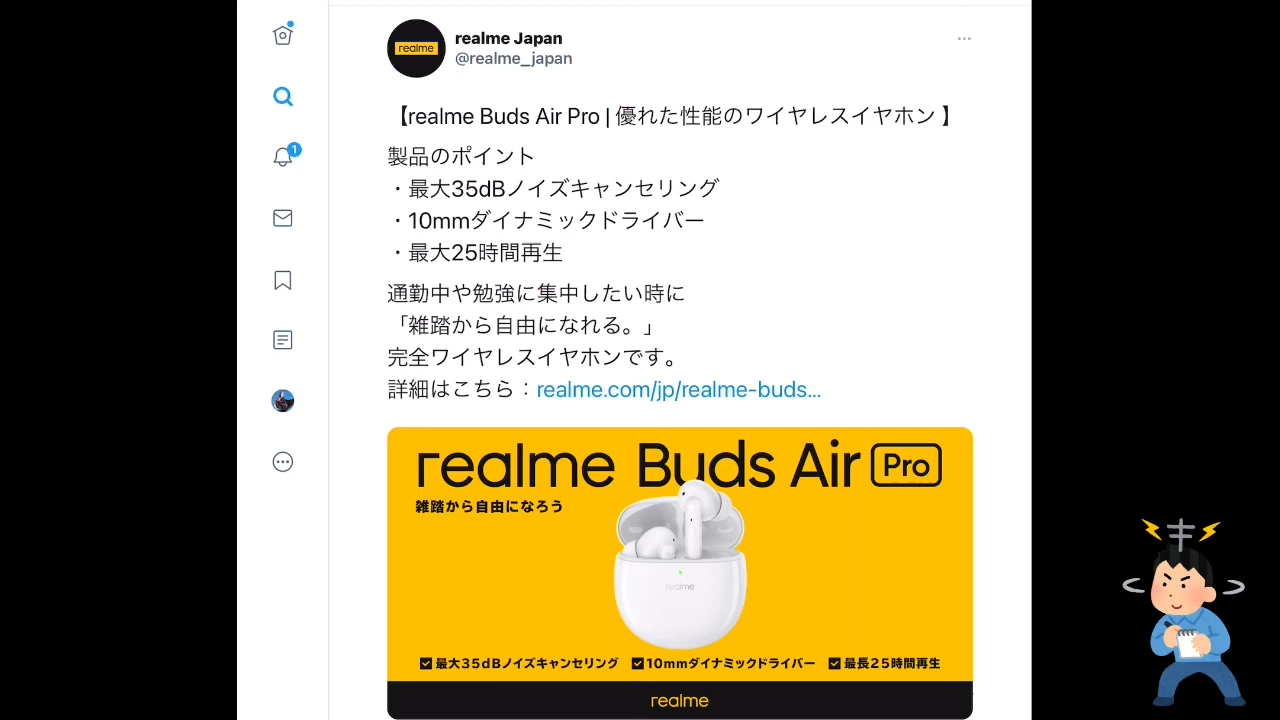 realme
realme Japan
@realme_japan
1
【realme Buds Air Pro | 優れた性能のワイヤレスイヤホン 】
製品のポイント
・最大35dBノイズキャンセリング
・10mmダイナミックドライバー
・最大25時間再生
通勤中や勉強に集中したい時に
「雑踏から自由になれる。」
完全ワイヤレスイヤホンです。
詳細はこちら：realme.com/jp/realme-buds...
realme Buds Air Pro
雑踏から自由になろう
realme
最大35dBノイズキャンセリング 10mmダイナミックドライバー 最長25時間再生
realme